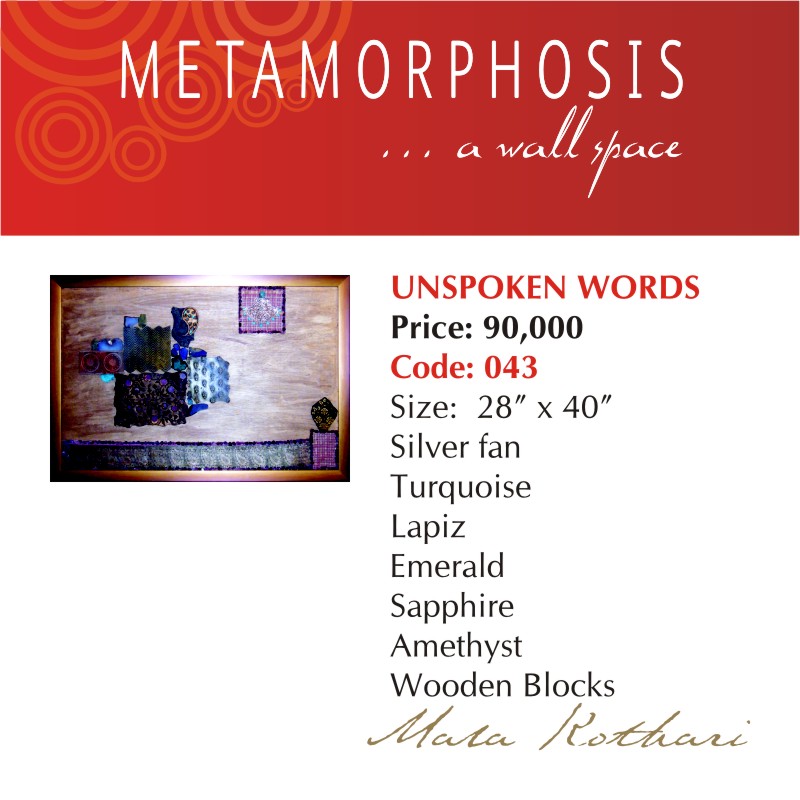 METAMORPHOSIS
... a wall space
UNSPOKEN WORDS
Price: 90,000
Code: 043
Size:  28” x 40”
Silver fan
Turquoise
Lapiz
Emerald
Sapphire
Amethyst
Wooden Blocks
Mala Kothari